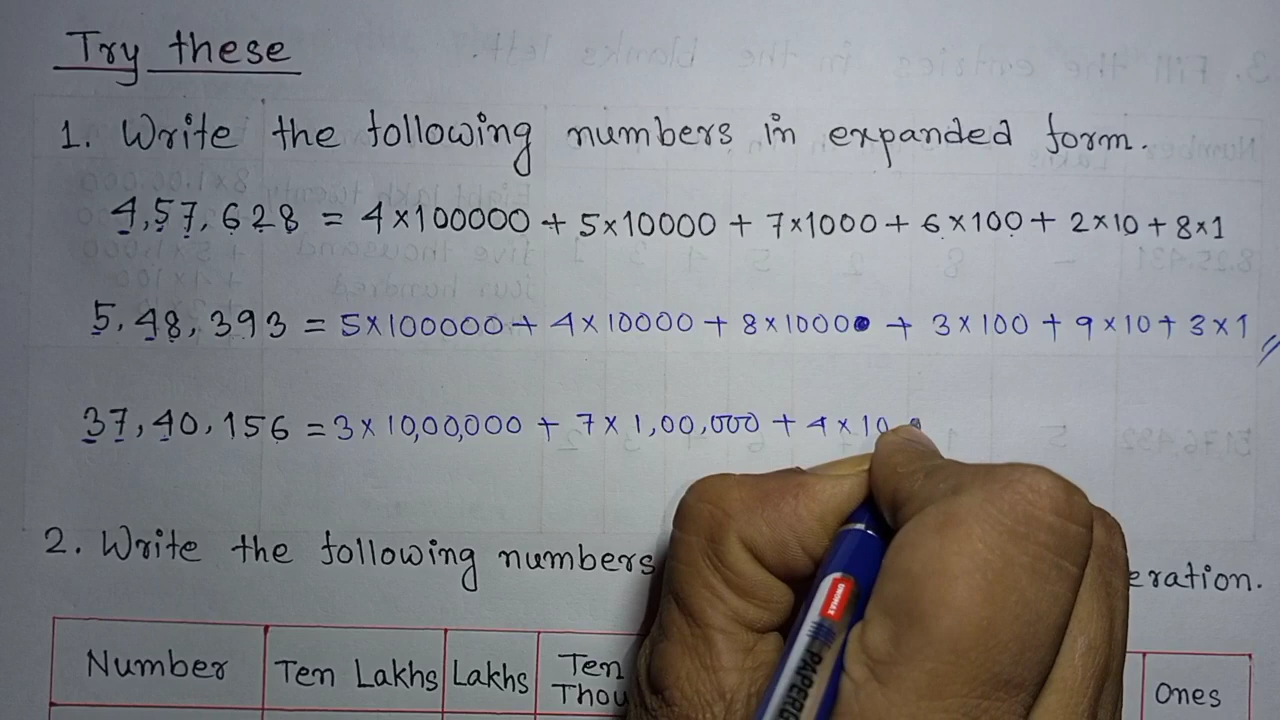 Try these
1. Write the following numbers in expanded form.
4,57,628 = 4×100000 + 5×10000 + 7×1000 + 6×100 + 2×10 + 8×1
5,48,393 = 5×100000 + 4×10000 + 8×1000 + 3×100 + 9×10 + 3×1
37,40,156 = 3×10,00,000 + 7×1,00,000 + 4×10
2. Write the following numbers
Number Ten Lakhs Lakhs Ten Ones